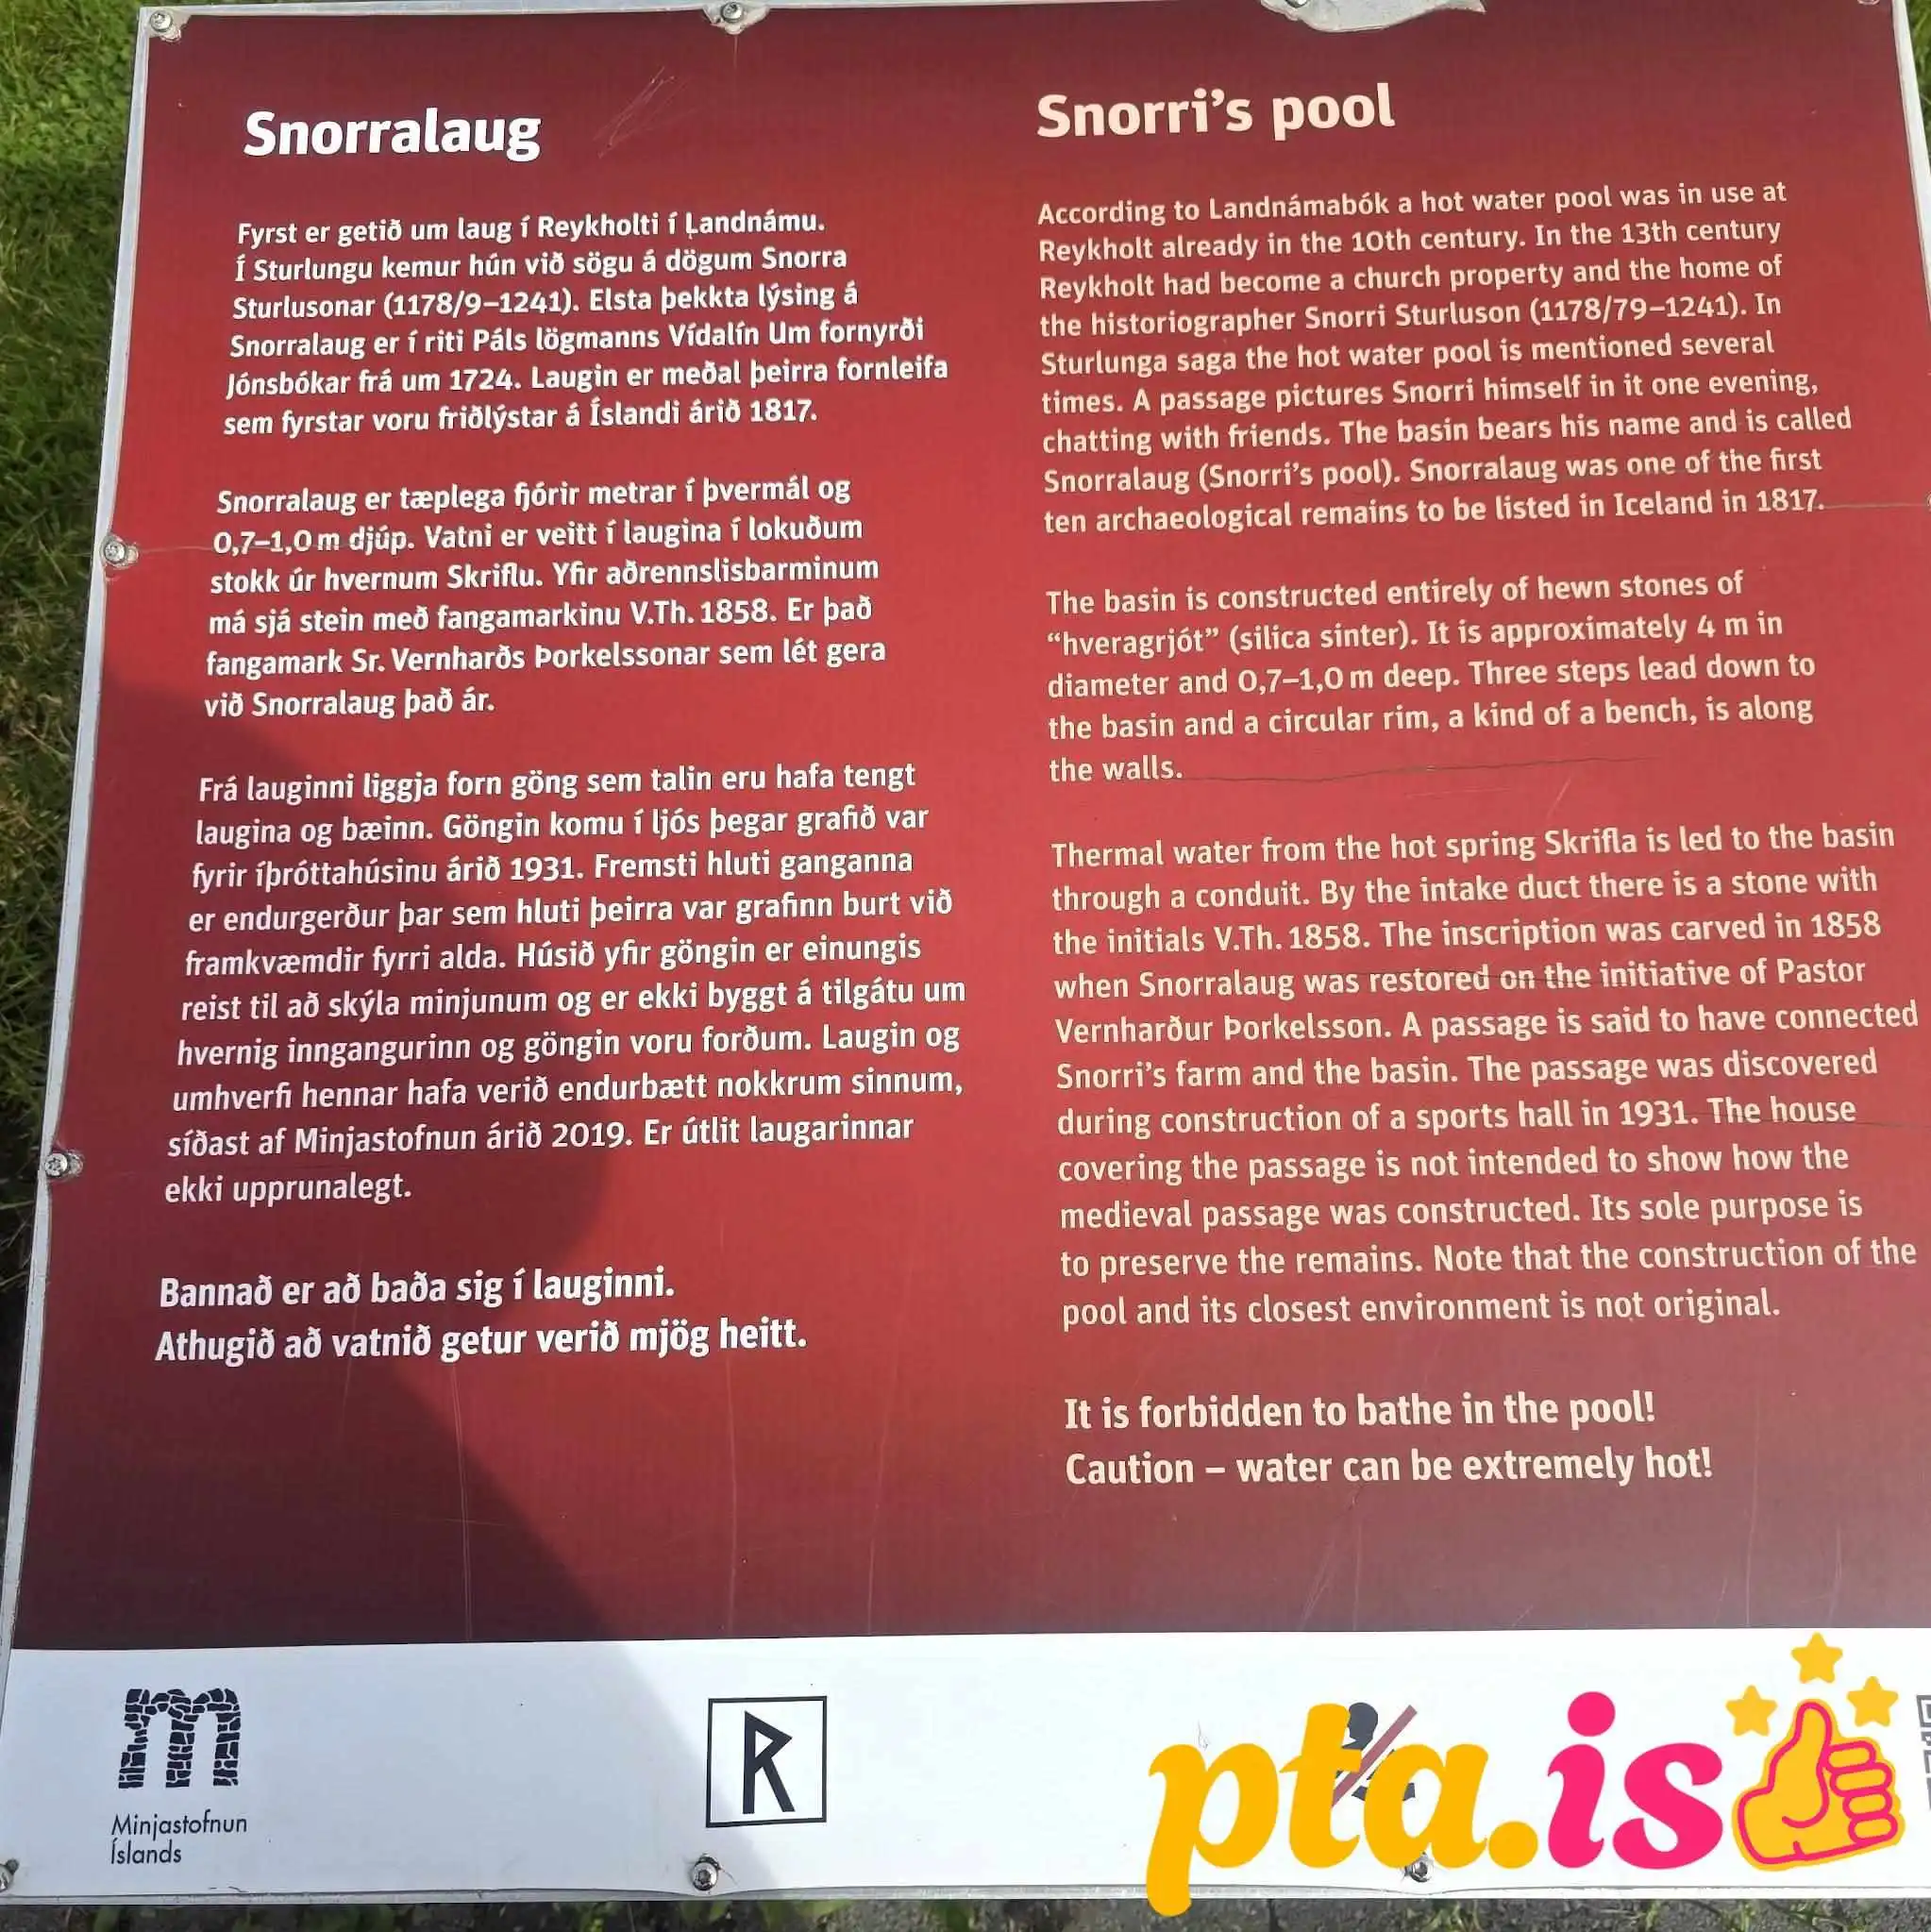 Snorralaug
Fyrst er getið um laug í Reykholti í Landnámu.
Í Sturlungu kemur hún við sögu á dögum Snorra
Sturlusonar (1178/9–1241). Elsta þekkta lýsing á
Snorralaug er í riti Páls lögmanns Vídalín Um fornyrði
Jónsbókar frá um 1724. Laugin er meðal þeirra fornleifa
sem fyrstar voru friðlýstar á Íslandi árið 1817.
Snorralaug er tæplega fjórir metrar í þvermál og
0,7–1,0 m djúp. Vatni er veitt í laugina í lokuðum
stokk úr hvernum Skriflu. Yfir aðrennslisbarminum
má sjá stein með fangamarkinu V.Th. 1858. Er það
fangamark Sr. Vernharðs Þorkelssonar sem lét gera
við Snorralaug það ár.
Frá lauginni liggja forn göng sem talin eru hafa tengt
laugina og bæinn. Göngin komu í ljós þegar grafið var
fyrir íþróttahúsinu árið 1931. Fremsti hluti ganganna
er endurgerður þar sem hluti þeirra var grafinn burt við
framkvæmdir fyrri alda. Húsið yfir göngin er einungis
reist til að skýla minjunum og er ekki byggt á tilgátu um
hvernig inngangurinn og göngin voru forðum. Laugin og
umhverfi hennar hafa verið endurbætt nokkrum sinnum,
síðast af Minjastofnun árið 2019. Er útlit laugarinnar
ekki upprunalegt.
Bannað er að baða sig í lauginni.
Athugið að vatnið getur verið mjög heitt.
Snorri's pool
According to Landnámabók a hot water pool was in use at
Reykholt already in the 10th century. In the 13th century
Reykholt had become a church property and the home of
the historiographer Snorri Sturluson (1178/79–1241). In
Sturlunga saga the hot water pool is mentioned several
times. A passage pictures Snorri himself in it one evening,
chatting with friends. The basin bears his name and is called
Snorralaug (Snorri's pool). Snorralaug was one of the first
ten archaeological remains to be listed in Iceland in 1817.
The basin is constructed entirely of hewn stones of
“hveragrjót” (silica sinter). It is approximately 4 m in
diameter and 0,7–1,0 m deep. Three steps lead down to
the basin and a circular rim, a kind of a bench, is along
the walls.
Thermal water from the hot spring Skrifla is led to the basin
through a conduit. By the intake duct there is a stone with
the initials V.Th. 1858. The inscription was carved in 1858
when Snorralaug was restored on the initiative of Pastor
Vernharður Þorkelsson. A passage is said to have connected
Snorri's farm and the basin. The passage was discovered
during construction of a sports hall in 1931. The house
covering the passage is not intended to show how the
medieval passage was constructed. Its sole purpose is
to preserve the remains. Note that the construction of the
pool and its closest environment is not original.
It is forbidden to bathe in the pool!
Caution – water can be extremely hot!
Minjastofnun
Íslands
R
pta.is